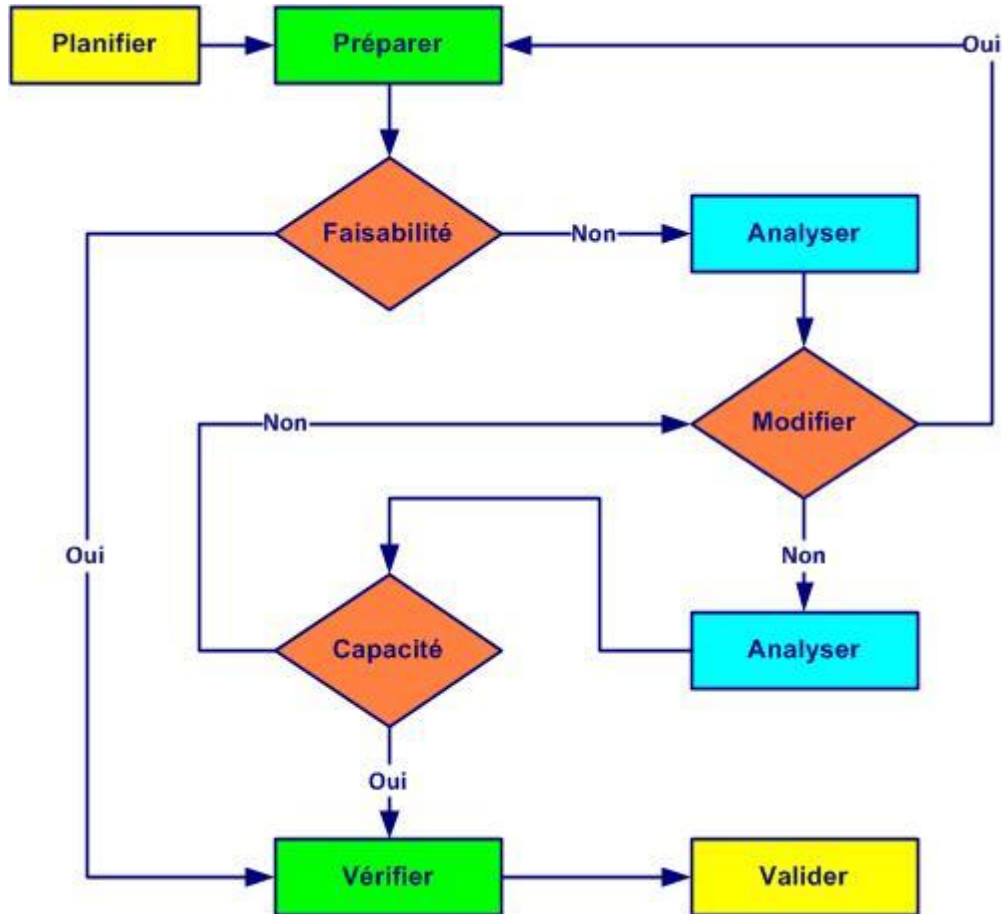 Planifier
Préparer
Oui
Faisabilité
Non
Analyser
Non
Modifier
Oui
Non
Capacité
Analyser
Oui
Vérifier
Valider